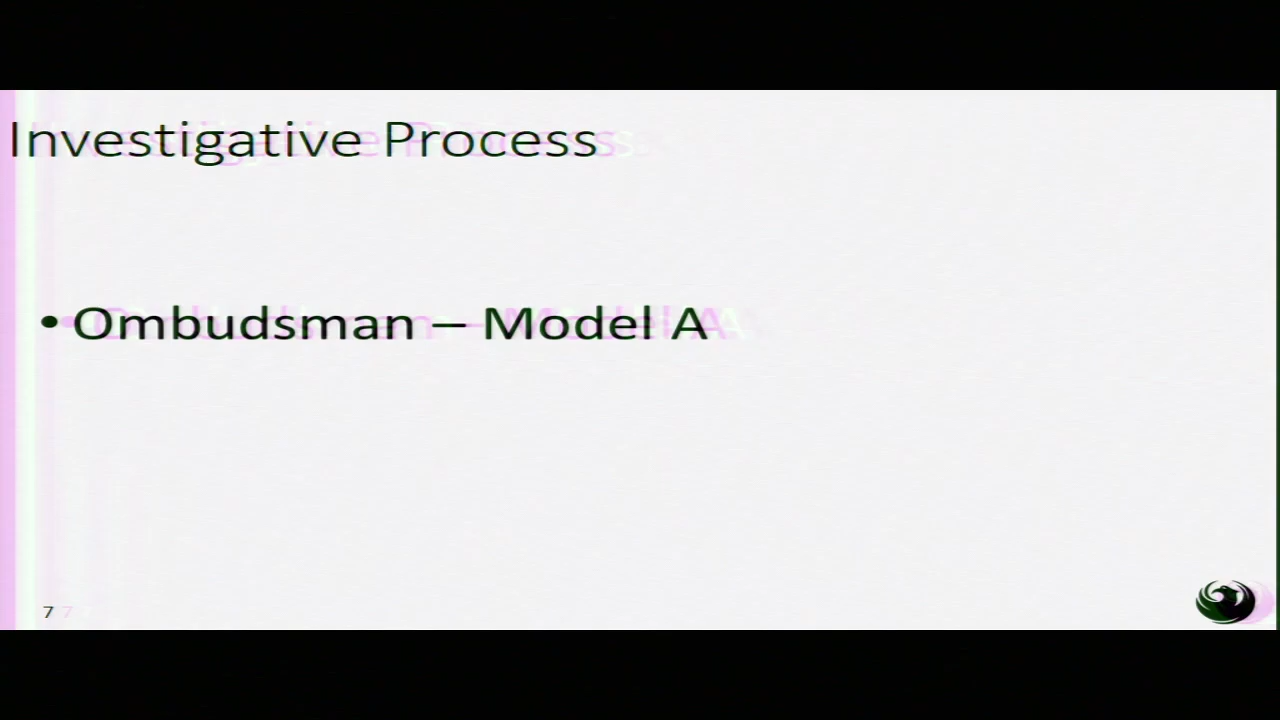 Investigative Process
• Ombudsman – Model A
7